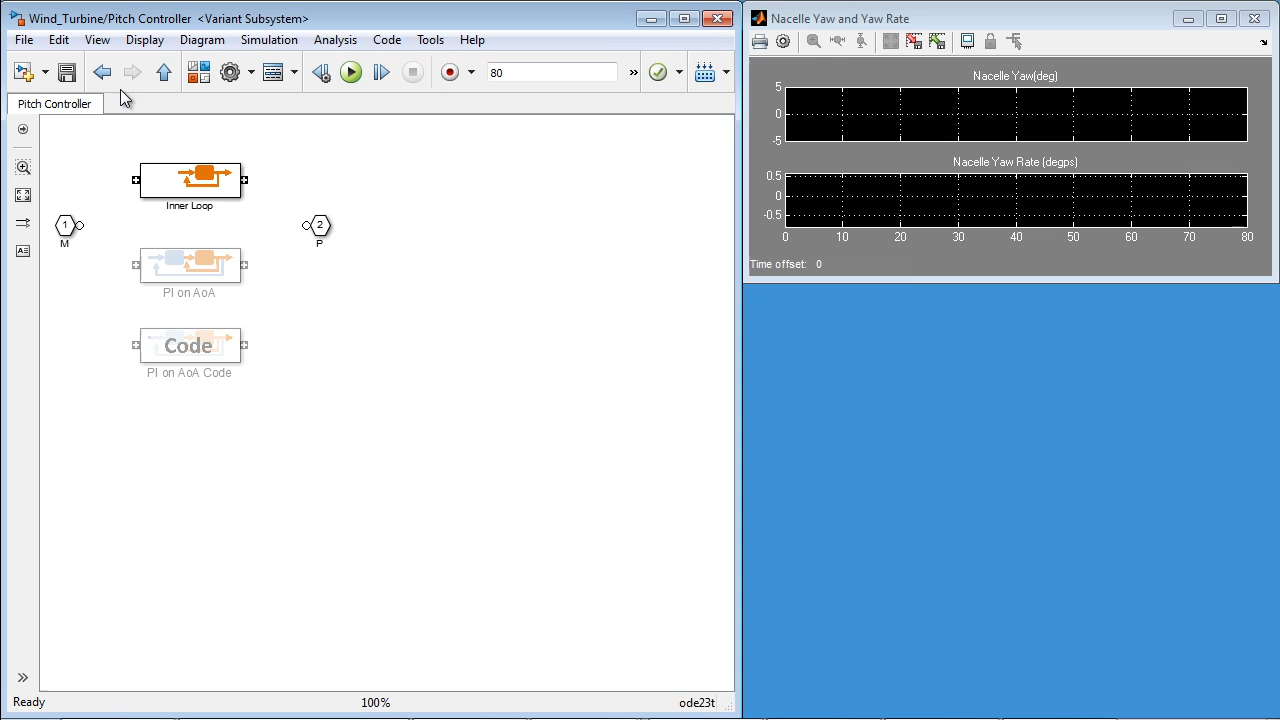 Wind_Turbine/Pitch Controller <Variant Subsystem>
File Edit View Display Diagram Simulation Analysis Code Tools Help
80
»
Pitch Controller
Inner Loop
1
M
2
P
PI on AoA
Code
PI on AoA Code
»
Ready
100%
ode23t
Nacelle Yaw and Yaw Rate
Nacelle Yaw(deg)
5
0
-5
Nacelle Yaw Rate (degps)
0.5
0
-0.5
0 10 20 30 40 50 60 70 80
Time offset: 0